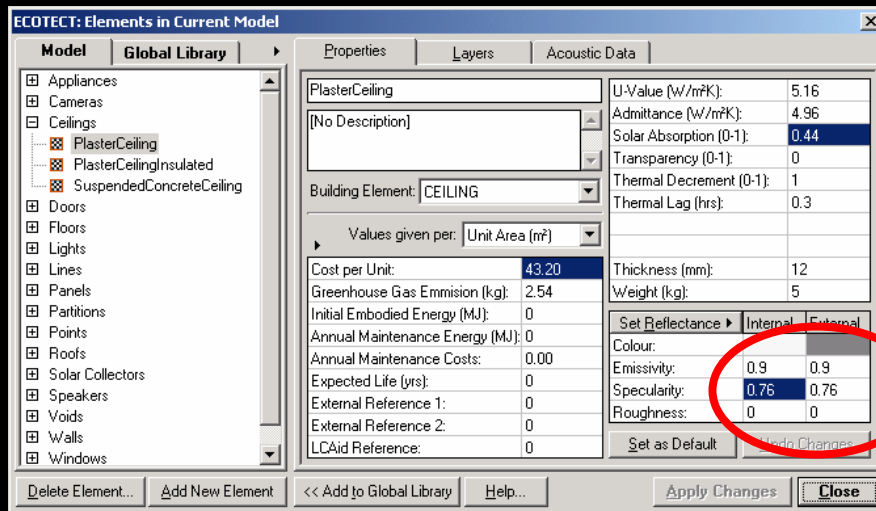 ECOTECT: Elements in Current Model
Model Global Library
Properties Layers Acoustic Data
Appliances
Cameras
Ceilings
PlasterCeiling
PlasterCeilingInsulated
SuspendedConcreteCeiling
Doors
Floors
Lights
Lines
Panels
Partitions
Points
Roofs
Solar Collectors
Speakers
Voids
Walls
Windows
PlasterCeiling
[No Description]
Building Element: CEILING
Values given per: Unit Area (m²)
Cost per Unit: 43.20
Greenhouse Gas Emmision (kg): 2.54
Initial Embodied Energy (MJ): 0
Annual Maintenance Energy (MJ): 0
Annual Maintenance Costs: 0.00
Expected Life (yrs): 0
External Reference 1: 0
External Reference 2: 0
LCAid Reference: 0
U-Value (W/m²K): 5.16
Admittance (W/m²K): 4.96
Solar Absorption (0-1): 0.44
Transparency (0-1): 0
Thermal Decrement (0-1): 1
Thermal Lag (hrs): 0.3
Thickness (mm): 12
Weight (kg): 5
Set Reflectance Internal External
Colour:
Emissivity: 0.9 0.9
Specularity: 0.76 0.76
Roughness: 0 0
Set as Default Undo Changes
Delete Element... Add New Element << Add to Global Library Help... Apply Changes Close